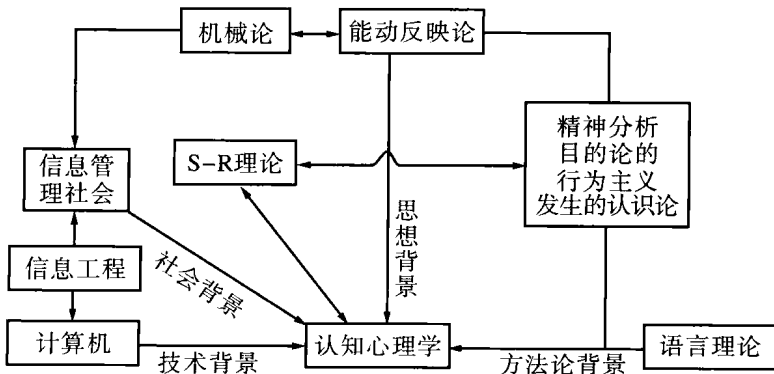 机械论
能动反映论
精神分析
目的论的
行为主义
发生的认识论
S-R理论
信息管
理社会
思想背景
信息工程
社会背景
计算机
技术背景
认知心理学
方法论背景
语言理论